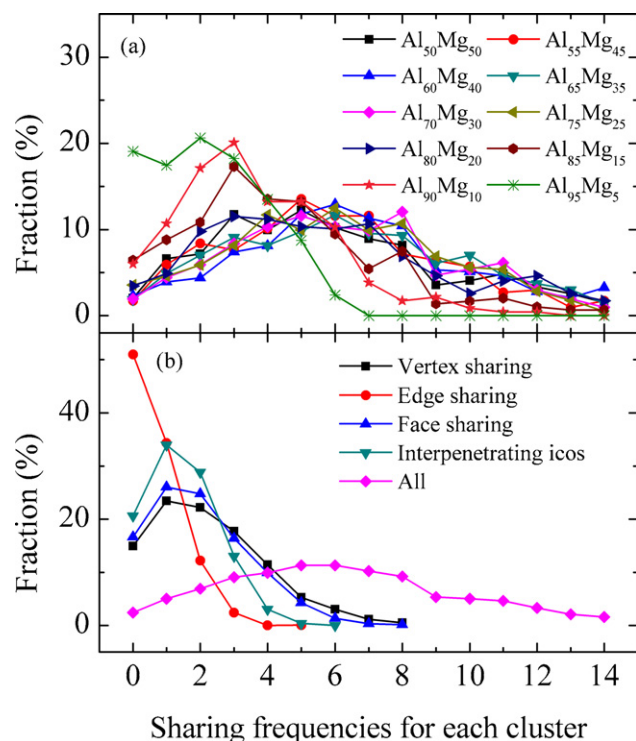 (a)
Al₅₀Mg₅₀ Al₅₅Mg₄₅
Al₆₀Mg₄₀ Al₆₅Mg₃₅
Al₇₀Mg₃₀ Al₇₅Mg₂₅
Al₈₀Mg₂₀ Al₈₅Mg₁₅
Al₉₀Mg₁₀ Al₉₅Mg₅
30
20
10
0
Fraction (%)
(b)
Vertex sharing
Edge sharing
Face sharing
Interpenetrating icos
All
40
20
0
Fraction (%)
0 2 4 6 8 10 12 14
Sharing frequencies for each cluster